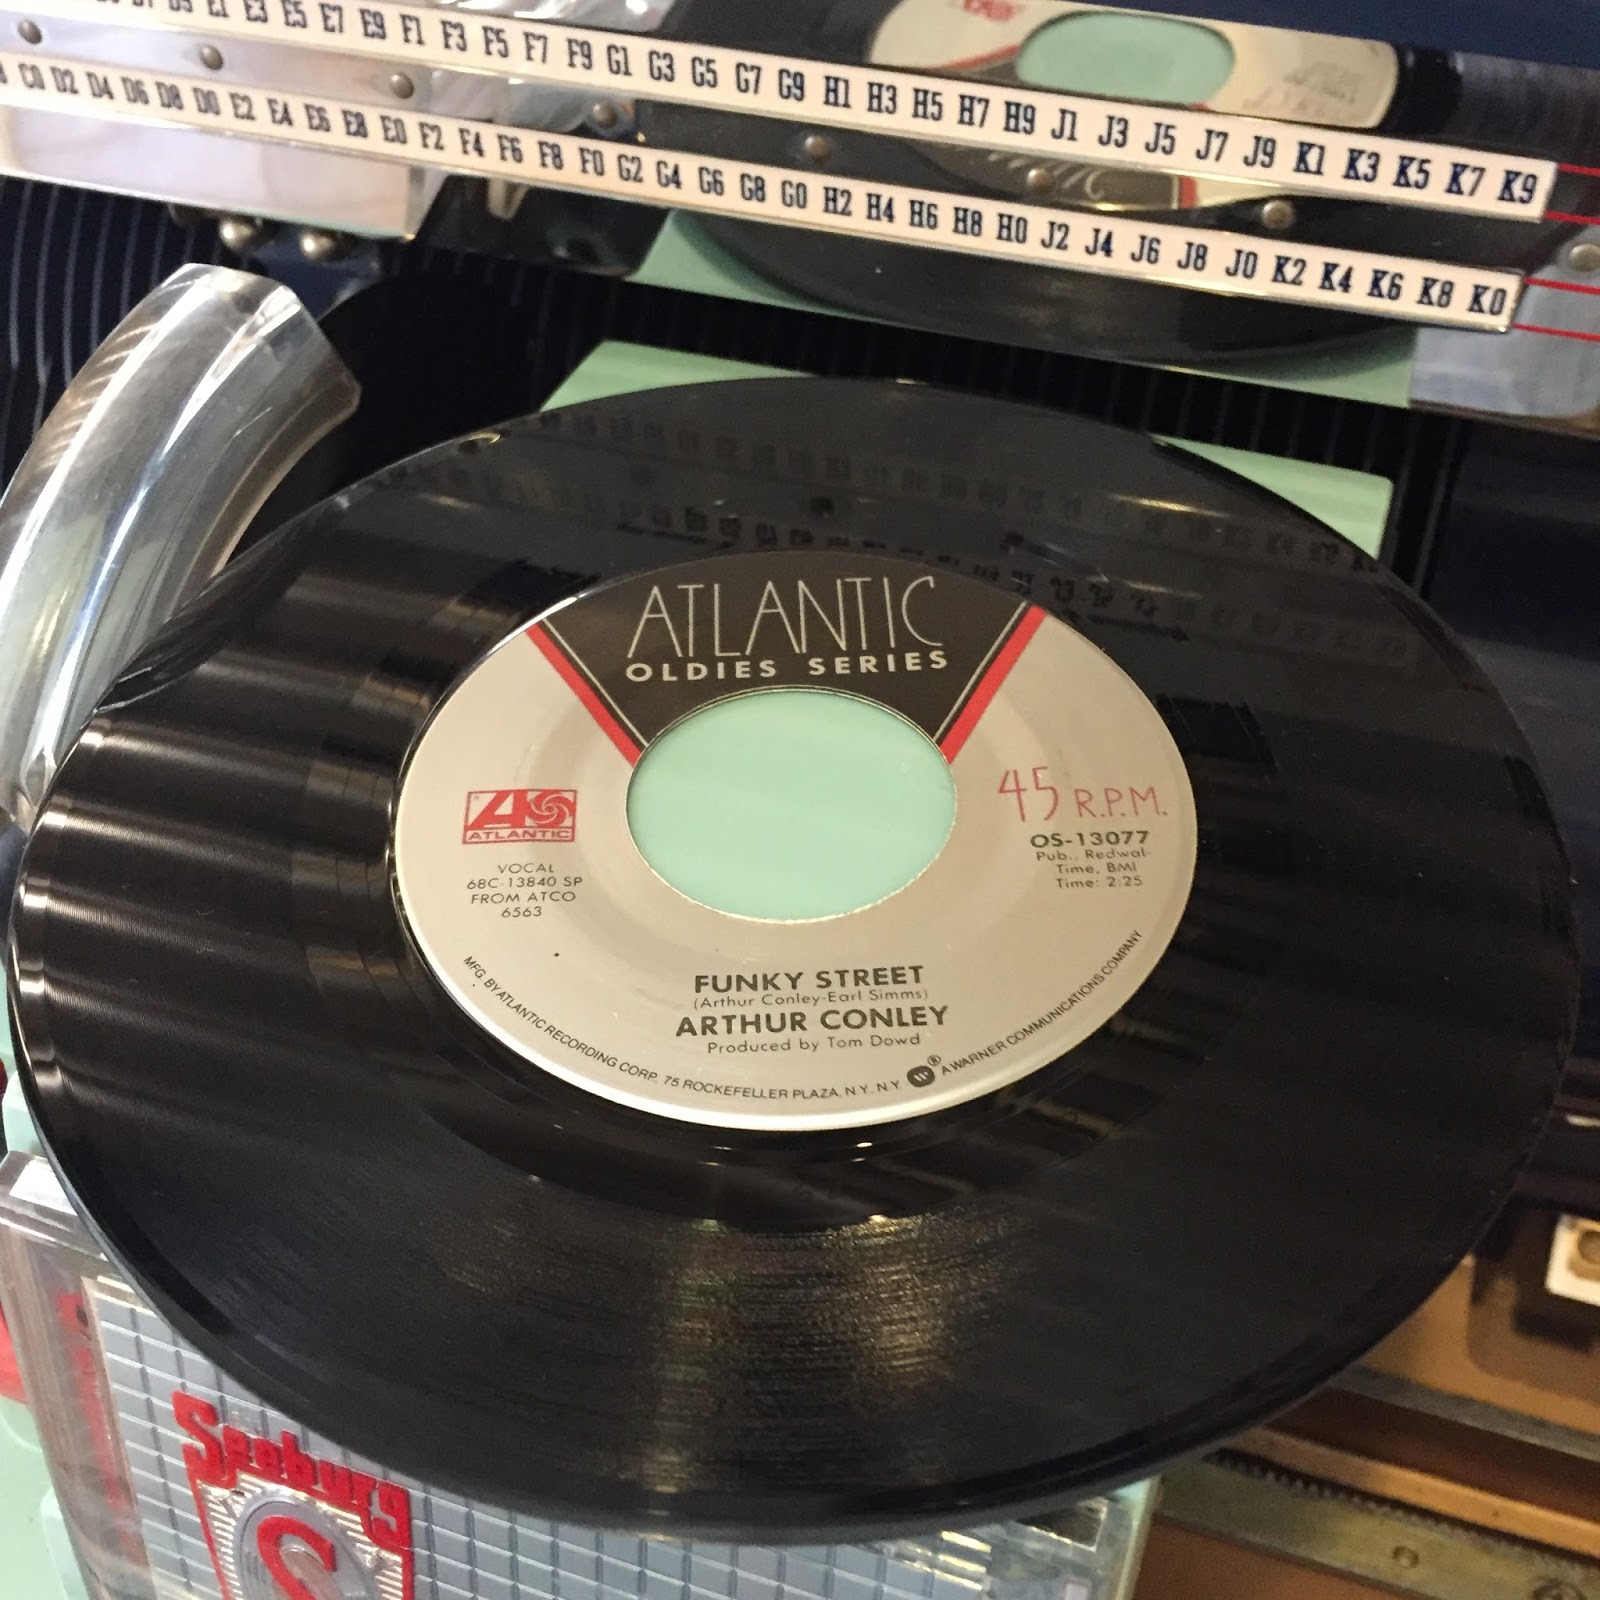 E1 E3 E5 E7 E9 F1 F3 F5 F7 F9 G1 G3 G5 G7 G9 H1 H3 H5 H7 H9 J1 J3 J5 J7 J9 K1 K3 K5 K7 K9
C0 D2 D4 D6 D8 D0 E2 E4 E6 E8 E0 F2 F4 F6 F8 F0 G2 G4 G6 G8 G0 H2 H4 H6 H8 H0 J2 J4 J6 J8 J0 K2 K4 K6 K8 K0
ATLANTIC
OLDIES SERIES
ATLANTIC
VOCAL
68C-13840 SP
FROM ATCO
6563
45 R.P.M.
OS-13077
Pub., Redwal-
Time, BMI
Time: 2:25
FUNKY STREET
(Arthur Conley-Earl Simms)
ARTHUR CONLEY
Produced by Tom Dowd
MFG. BY ATLANTIC RECORDING CORP. 75 ROCKEFELLER PLAZA, N.Y. N.Y. ® A WARNER COMMUNICATIONS COMPANY
Seeburg
S